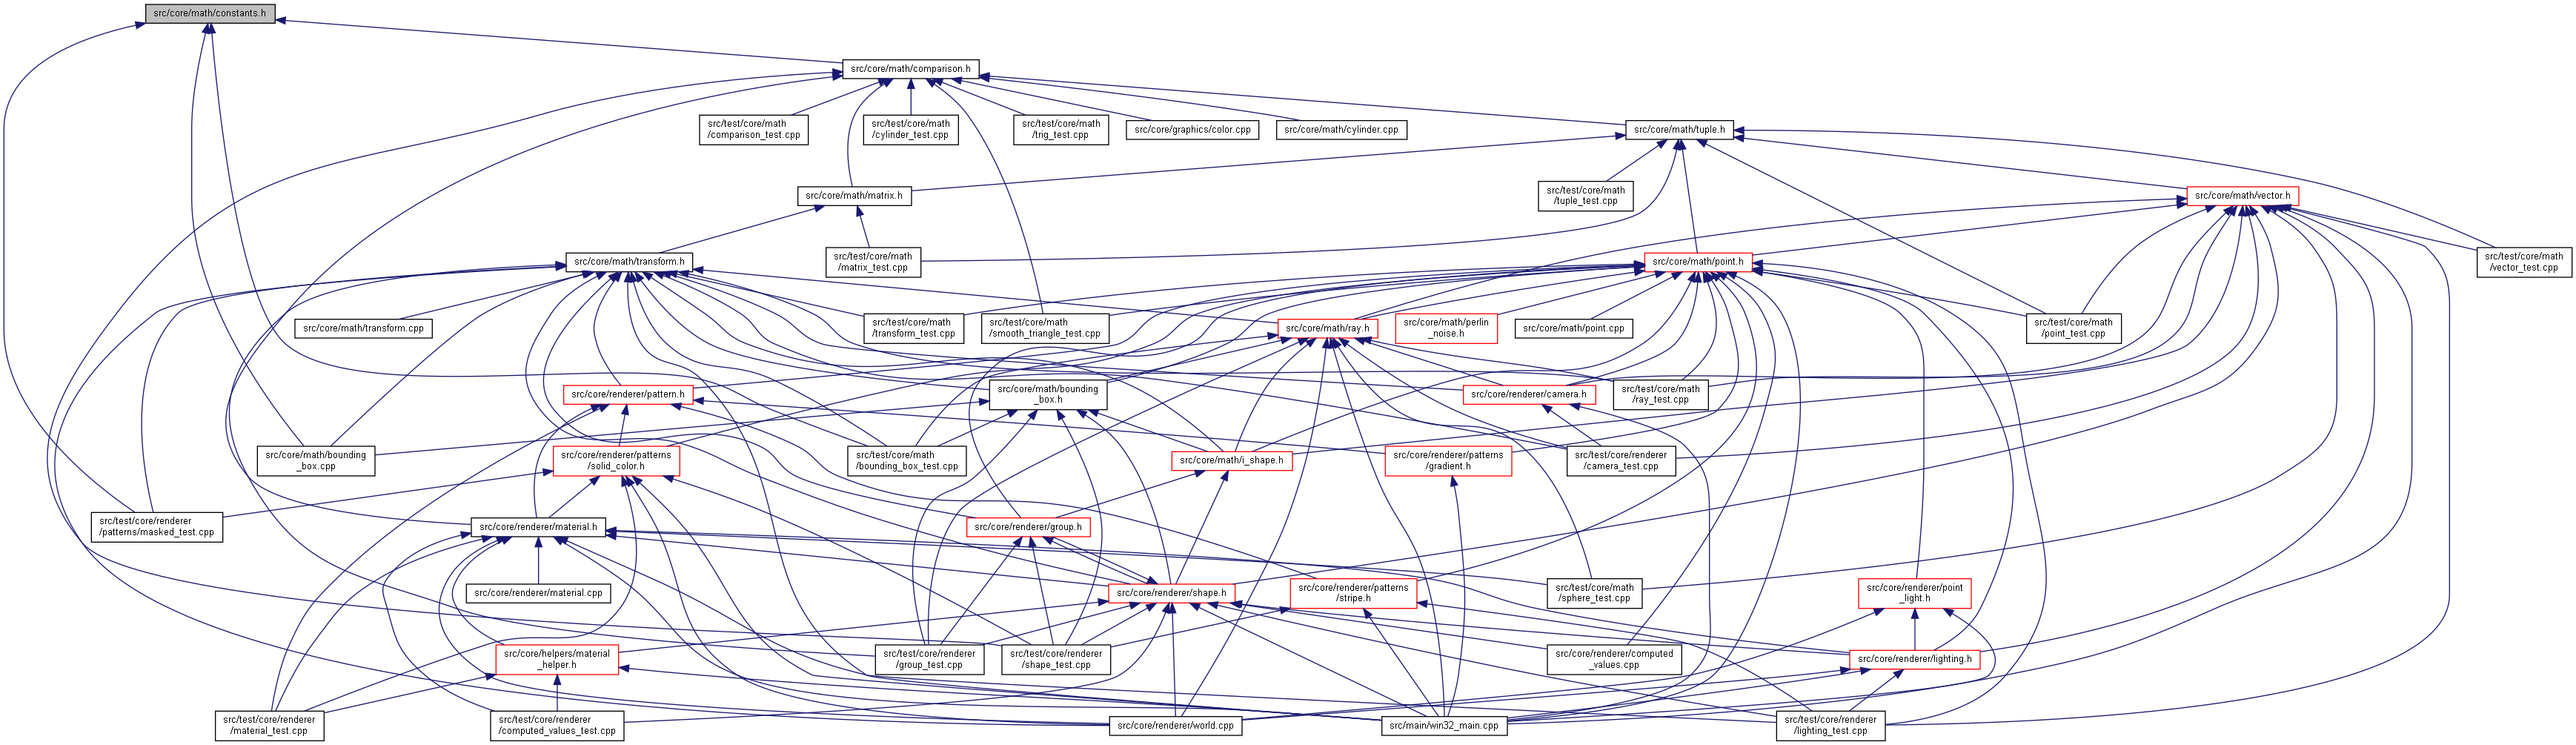 src/core/math/constants.h
src/core/math/comparison.h
src/test/core/math
/comparison_test.cpp
src/test/core/math
/cylinder_test.cpp
src/test/core/math
/trig_test.cpp
src/core/graphics/color.cpp
src/core/math/cylinder.cpp
src/core/math/tuple.h
src/core/math/matrix.h
src/test/core/math
/tuple_test.cpp
src/core/math/vector.h
src/core/math/transform.h
src/test/core/math
/matrix_test.cpp
src/core/math/point.h
src/test/core/math
/vector_test.cpp
src/core/math/transform.cpp
src/test/core/math
/transform_test.cpp
src/test/core/math
/smooth_triangle_test.cpp
src/core/math/ray.h
src/core/math/perlin
_noise.h
src/core/math/point.cpp
src/test/core/math
/point_test.cpp
src/core/renderer/pattern.h
src/core/math/bounding
_box.h
src/core/renderer/camera.h
src/test/core/math
/ray_test.cpp
src/core/math/bounding
_box.cpp
src/core/renderer/patterns
/solid_color.h
src/test/core/math
/bounding_box_test.cpp
src/core/math/i_shape.h
src/core/renderer/patterns
/gradient.h
src/test/core/renderer
/camera_test.cpp
src/test/core/renderer
/patterns/masked_test.cpp
src/core/renderer/material.h
src/core/renderer/group.h
src/core/renderer/material.cpp
src/core/renderer/shape.h
src/core/renderer/patterns
/stripe.h
src/test/core/math
/sphere_test.cpp
src/core/renderer/point
_light.h
src/core/helpers/material
_helper.h
src/test/core/renderer
/group_test.cpp
src/test/core/renderer
/shape_test.cpp
src/core/renderer/computed
_values.cpp
src/core/renderer/lighting.h
src/test/core/renderer
/material_test.cpp
src/test/core/renderer
/computed_values_test.cpp
src/core/renderer/world.cpp
src/main/win32_main.cpp
src/test/core/renderer
/lighting_test.cpp